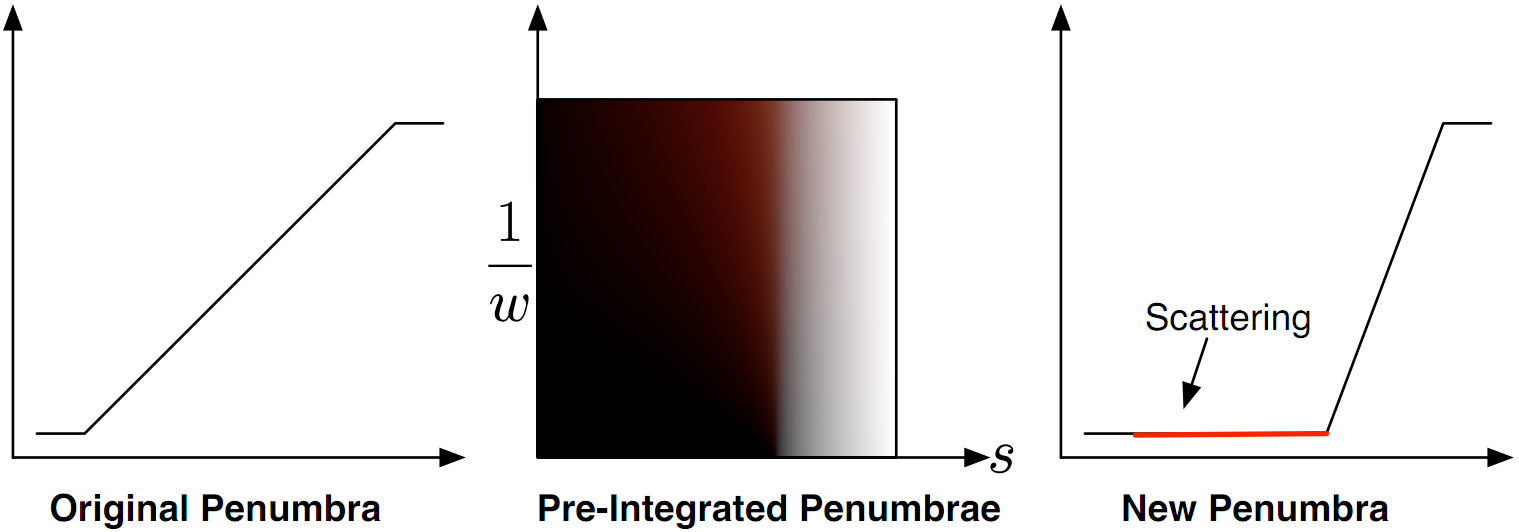 1
w
Scattering
s
Original Penumbra
Pre-Integrated Penumbrae
New Penumbra